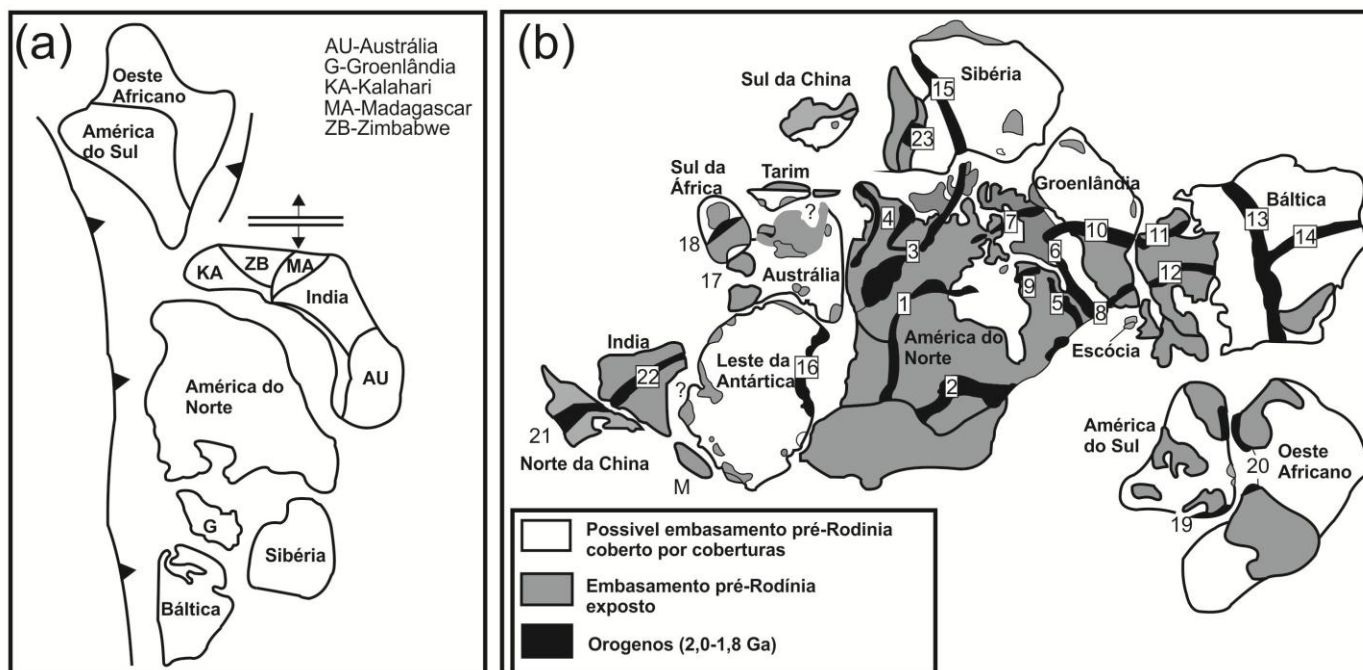 (a)
AU-Austrália
G-Groenlândia
KA-Kalahari
MA-Madagascar
ZB-Zimbabwe
Oeste
Africano
América
do Sul
KA
ZB
MA
India
AU
América do
Norte
G
Sibéria
Báltica
(b)
Sul da China
Sibéria
15
23
Sul da
África
Tarim
?
Groenlândia
Báltica
4
7
10
11
13
14
18
3
6
12
17
Austrália
9
5
8
1
América do
Norte
Escócia
India
22
?
Leste da
Antártica
16
2
21
Norte da China
M
América
do Sul
Oeste
Africano
20
19
Possivel embasamento pré-Rodinia
coberto por coberturas
Embasamento pré-Rodínia
exposto
Orogenos (2,0-1,8 Ga)